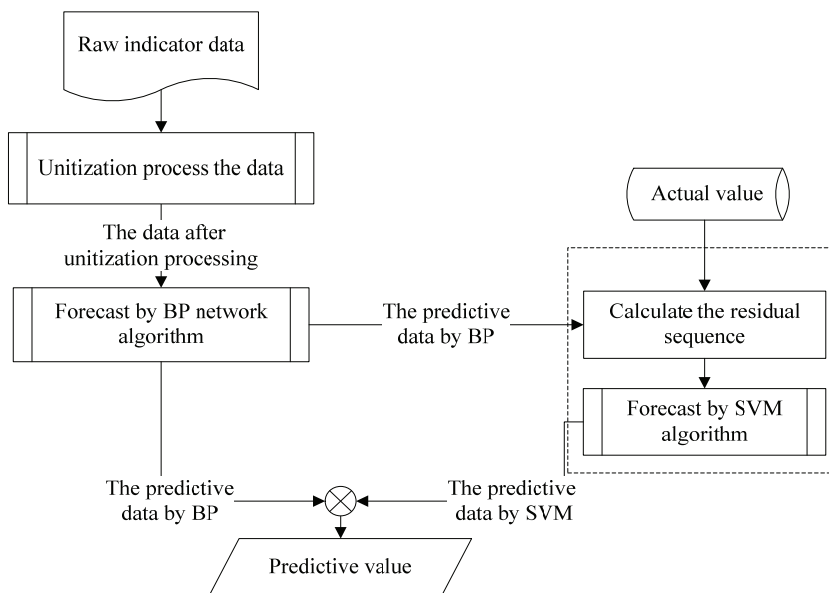 Raw indicator data
Unitization process the data
The data after
unitization processing
Forecast by BP network
algorithm
The predictive
data by BP
Actual value
Calculate the residual
sequence
Forecast by SVM
algorithm
The predictive
data by BP
The predictive
data by SVM
Predictive value